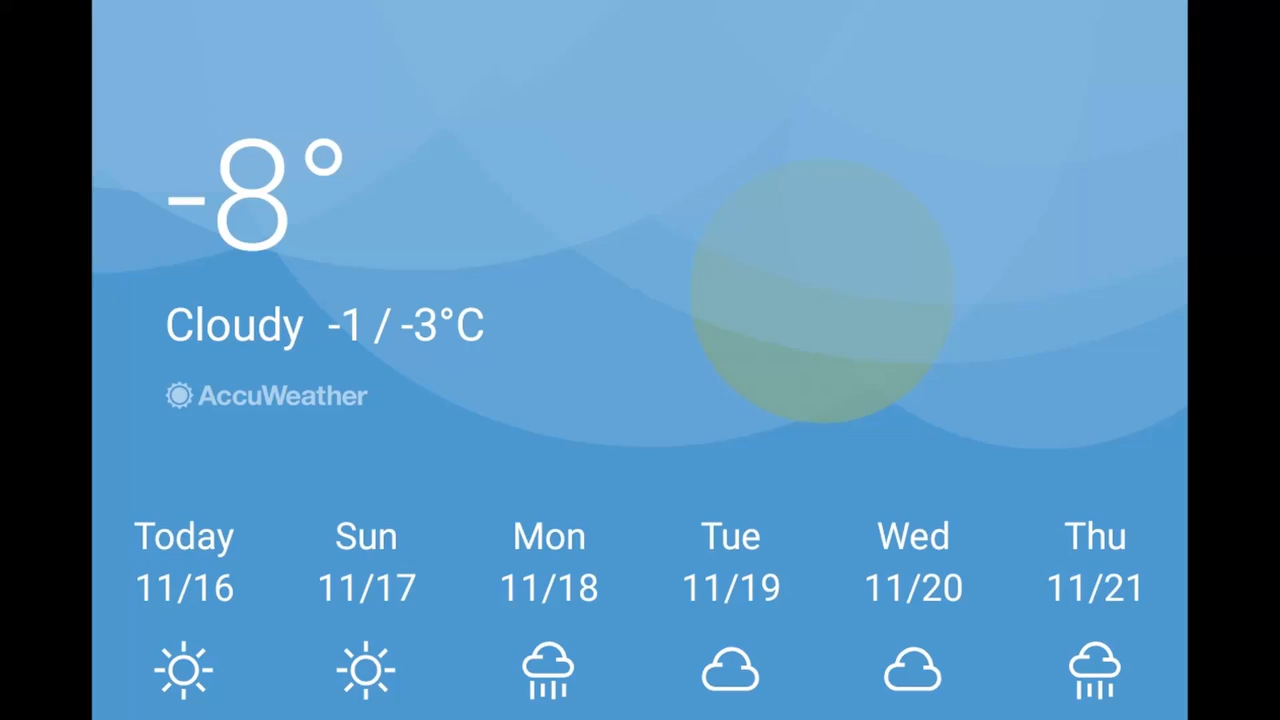 -8°
Cloudy -1 / -3°C
AccuWeather
Today Sun Mon Tue Wed Thu
11/16 11/17 11/18 11/19 11/20 11/21